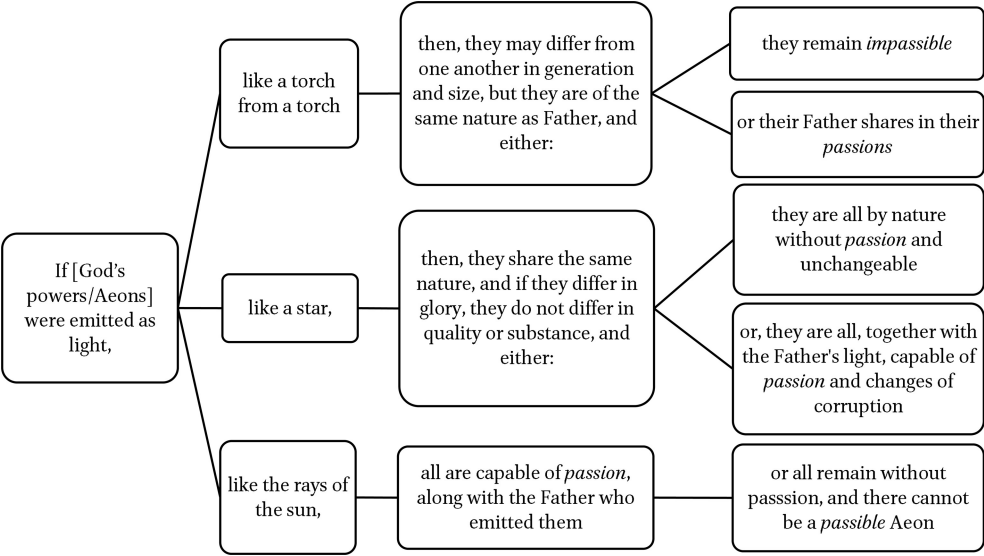 If [God’s
powers/Aeons]
were emitted as
light,
like a torch
from a torch
then, they may differ from
one another in generation
and size, but they are of the
same nature as Father, and
either:
they remain impassible
or their Father shares in their
passions
like a star,
then, they share the same
nature, and if they differ in
glory, they do not differ in
quality or substance, and
either:
they are all by nature
without passion and
unchangeable
or, they are all, together with
the Father's light, capable of
passion and changes of
corruption
like the rays of
the sun,
all are capable of passion,
along with the Father who
emitted them
or all remain without
passsion, and there cannot
be a passible Aeon